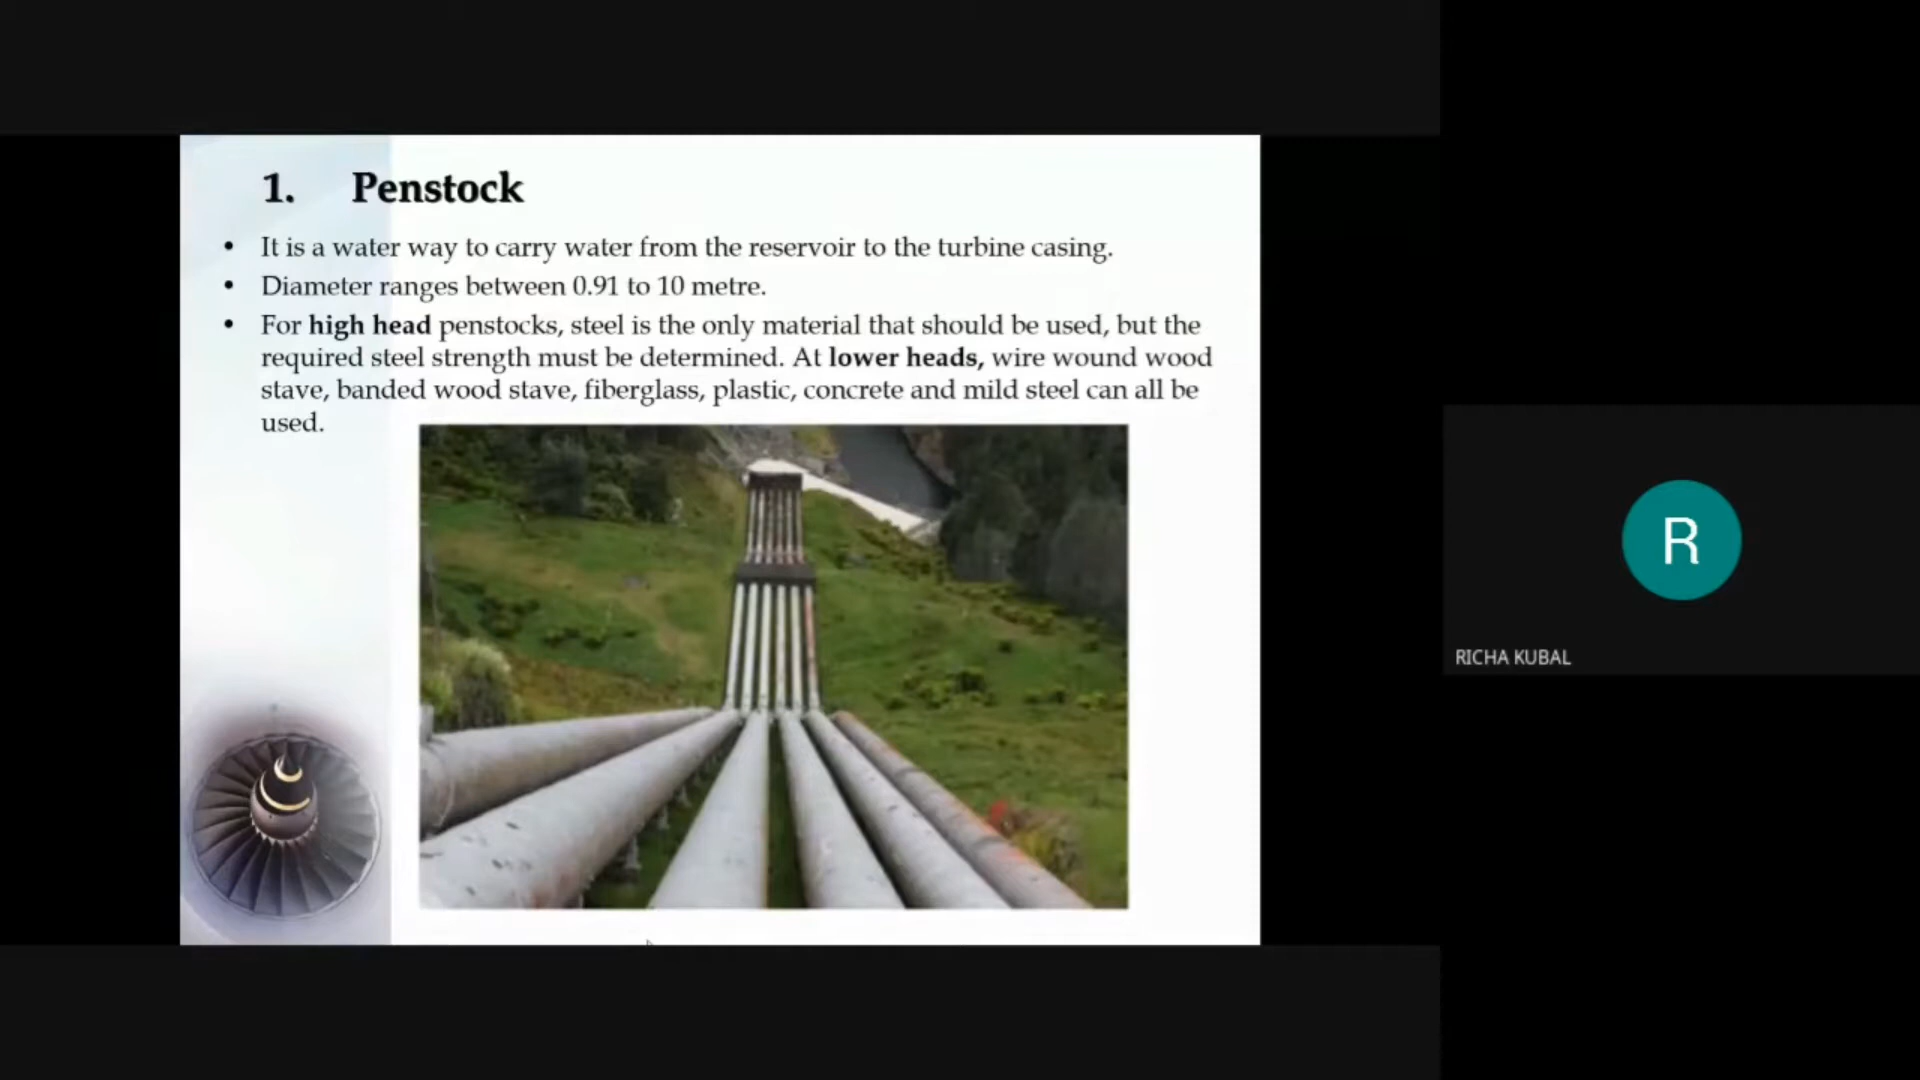 1. Penstock
• It is a water way to carry water from the reservoir to the turbine casing.
• Diameter ranges between 0.91 to 10 metre.
• For high head penstocks, steel is the only material that should be used, but the
required steel strength must be determined. At lower heads, wire wound wood
stave, banded wood stave, fiberglass, plastic, concrete and mild steel can all be
used.
R
RICHA KUBAL